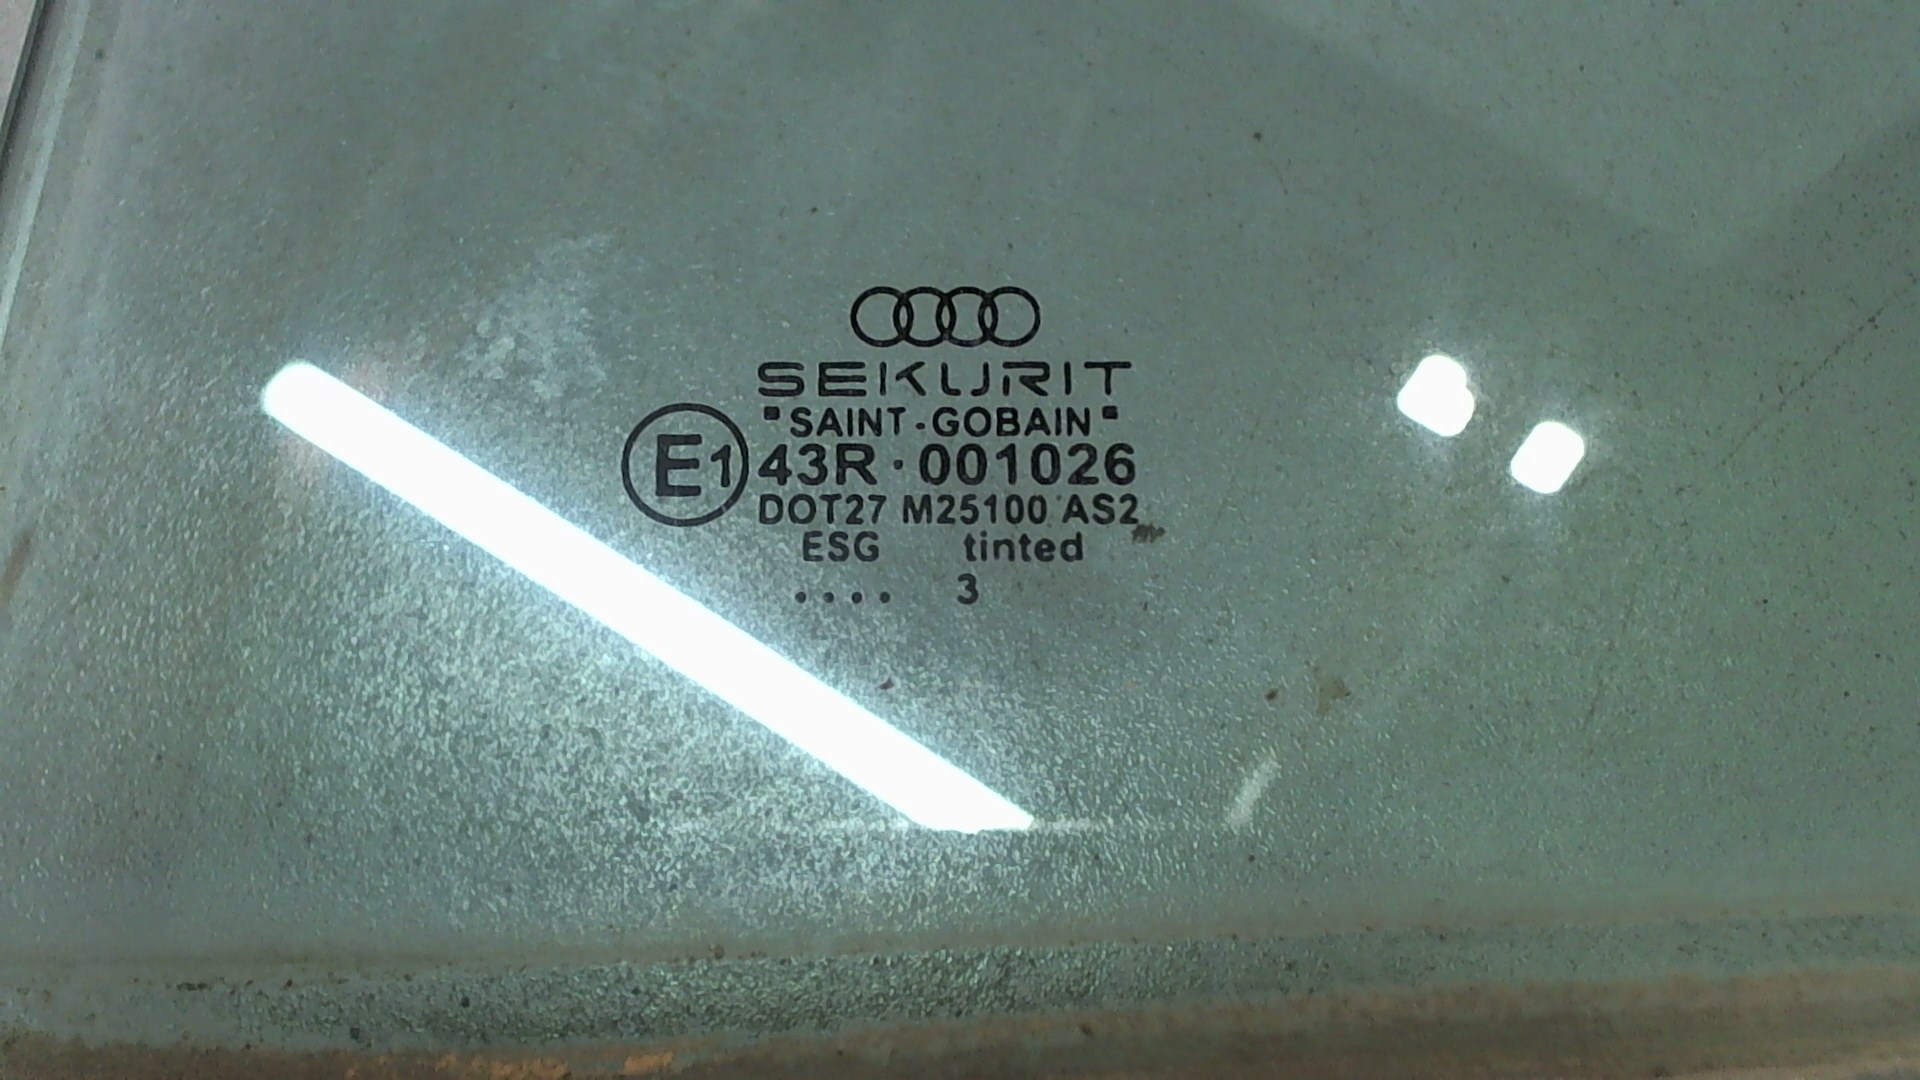 SEKURIT
"SAINT-GOBAIN"
E1 43R·001026
DOT27 M25100 AS2
ESG tinted
.... 3